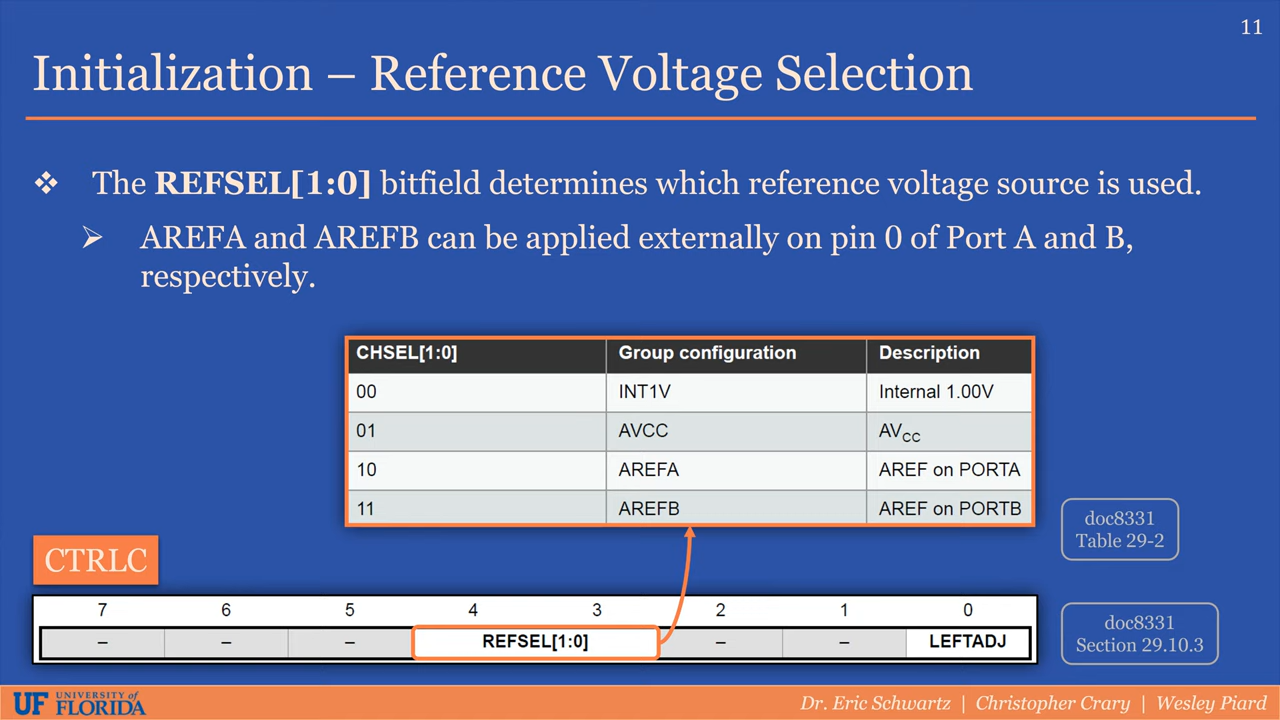 11
Initialization – Reference Voltage Selection
❖ The REFSEL[1:0] bitfield determines which reference voltage source is used.
➢ AREFA and AREFB can be applied externally on pin 0 of Port A and B,
respectively.
CHSEL[1:0] Group configuration Description
00 INT1V Internal 1.00V
01 AVCC AVCC
10 AREFA AREF on PORTA
11 AREFB AREF on PORTB
doc8331
Table 29-2
CTRLC
7 6 5 4 3 2 1 0
– – – REFSEL[1:0] – – LEFTADJ
doc8331
Section 29.10.3
UF UNIVERSITY of
FLORIDA
Dr. Eric Schwartz | Christopher Crary | Wesley Piard